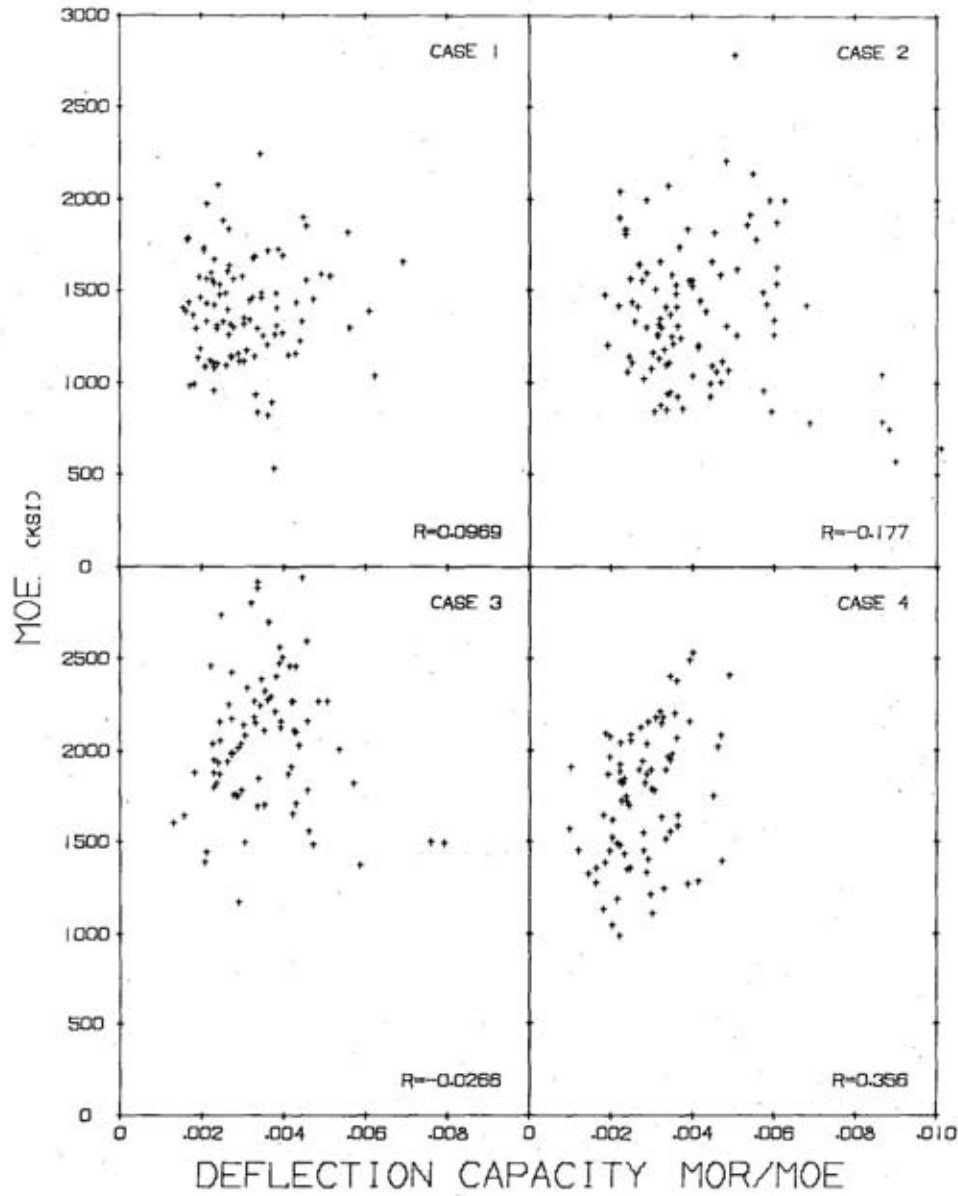 3000
CASE 1
CASE 2
2500
2000
1500
1000
500
R=0.0969
R=-0.177
0
MOE (KSI)
CASE 3
CASE 4
2500
2000
1500
1000
500
R=-0.0266
R=0.356
0
0 .002 .004 .006 .008 0 .002 .004 .006 .008 .010
DEFLECTION CAPACITY MOR/MOE